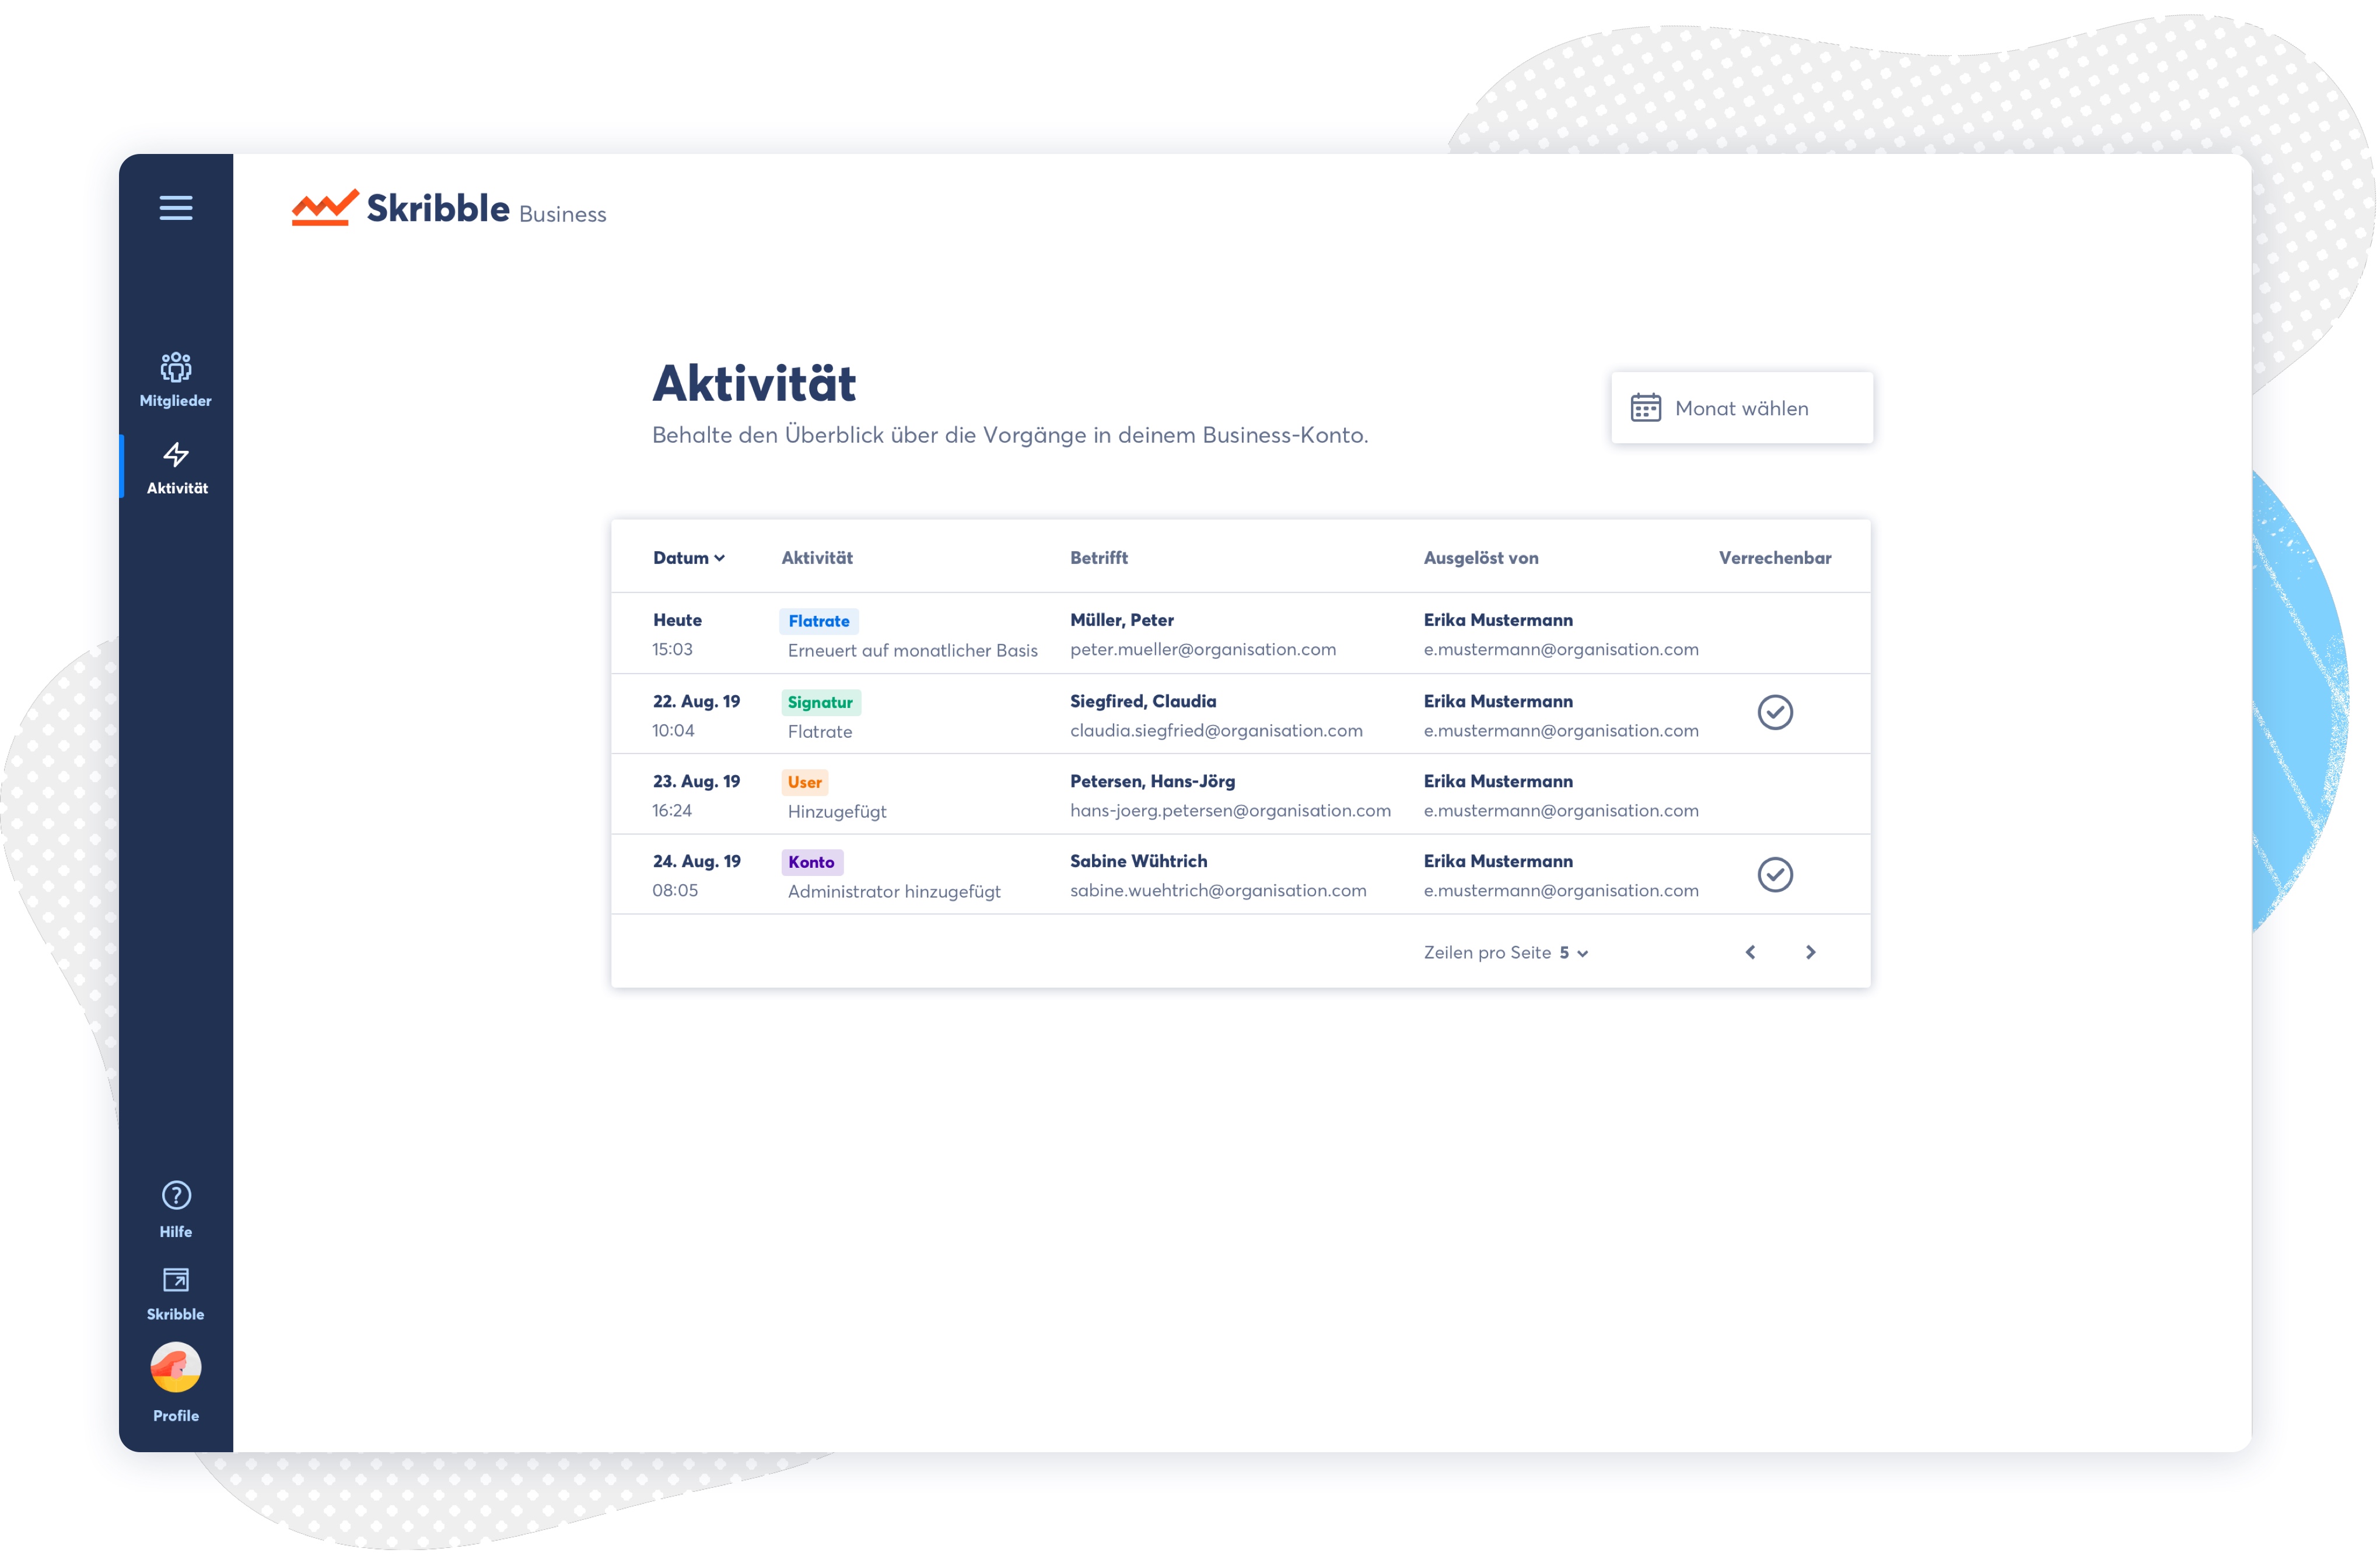 Skribble Business
Mitglieder
Aktivität
Aktivität
Behalte den Überblick über die Vorgänge in deinem Business-Konto.
Monat wählen
Datum Aktivität Betrifft Ausgelöst von Verrechenbar
Heute Flatrate Müller, Peter Erika Mustermann
15:03 Erneuert auf monatlicher Basis peter.mueller@organisation.com e.mustermann@organisation.com
22. Aug. 19 Signatur Siegfired, Claudia Erika Mustermann
10:04 Flatrate claudia.siegfried@organisation.com e.mustermann@organisation.com
23. Aug. 19 User Petersen, Hans-Jörg Erika Mustermann
16:24 Hinzugefügt hans-joerg.petersen@organisation.com e.mustermann@organisation.com
24. Aug. 19 Konto Sabine Wühtrich Erika Mustermann
08:05 Administrator hinzugefügt sabine.wuehtrich@organisation.com e.mustermann@organisation.com
Zeilen pro Seite 5
Hilfe
Skribble
Profile